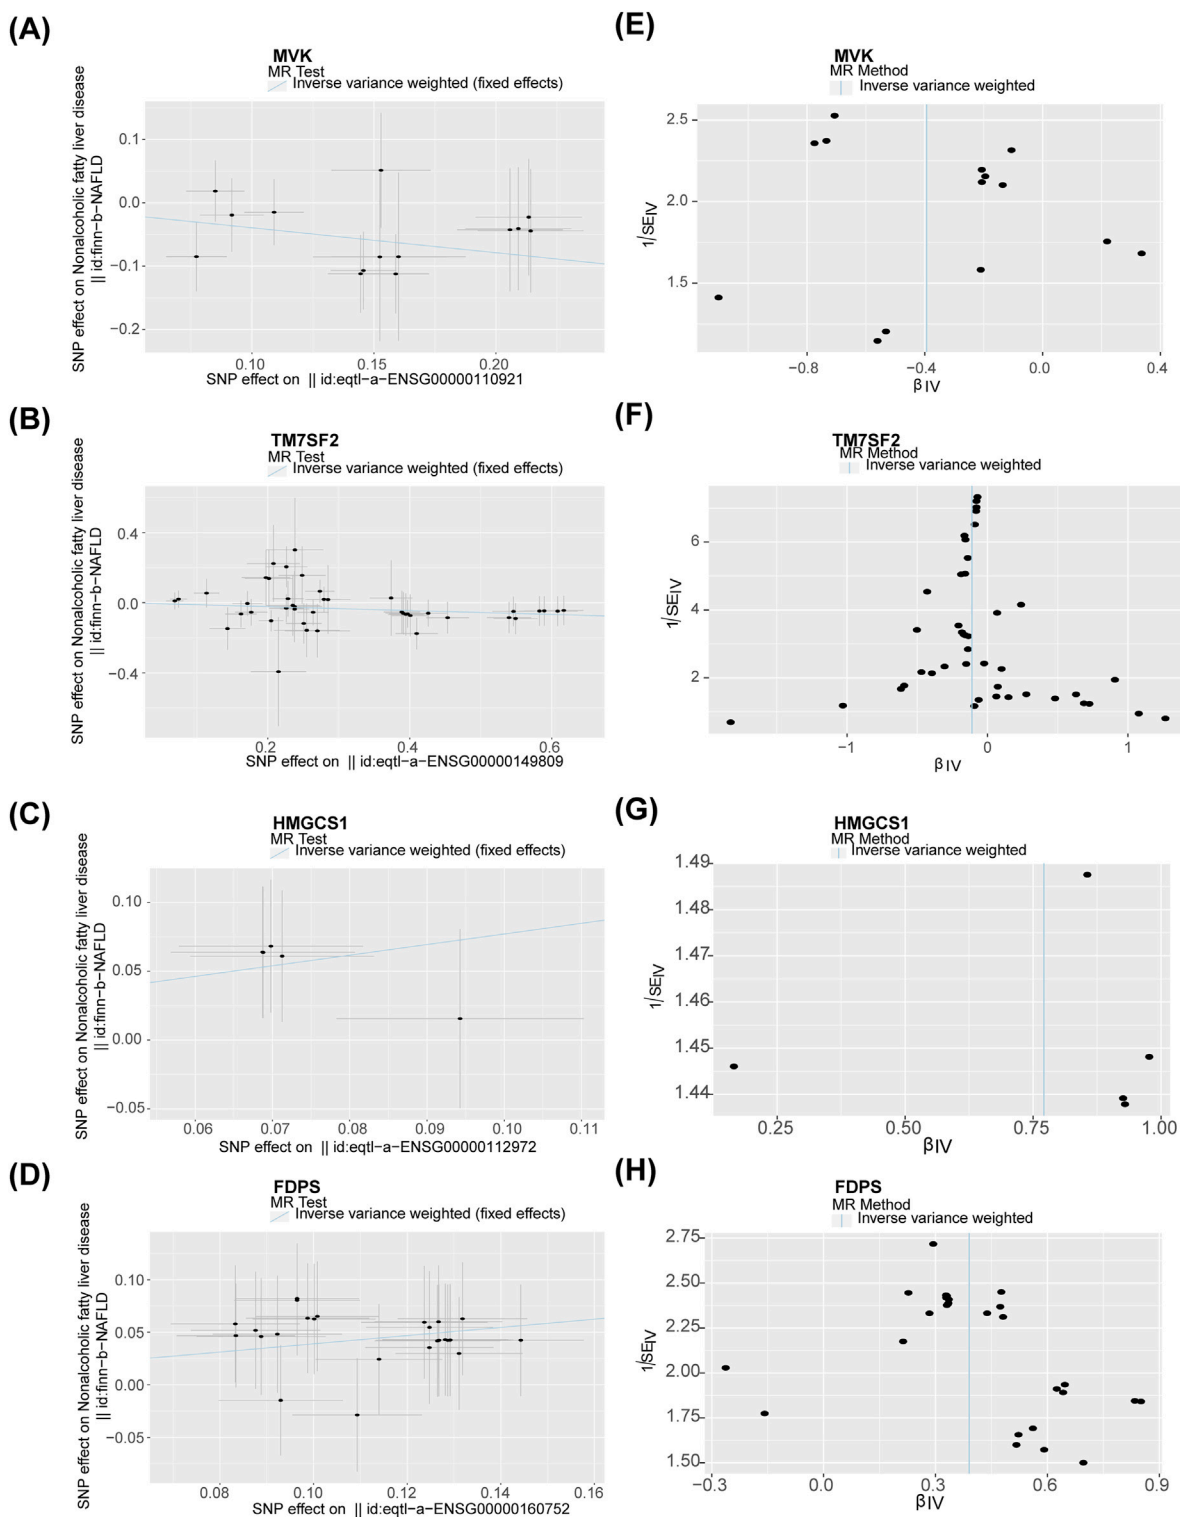 (A)
MVK
MR Test
Inverse variance weighted (fixed effects)
SNP effect on Nonalcoholic fatty liver disease
|| id:finn−b−NAFLD
0.1
0.0
−0.1
−0.2
0.10 0.15 0.20
SNP effect on || id:eqtl−a−ENSG00000110921
(E)
MVK
MR Method
Inverse variance weighted
1/SEIV
2.5
2.0
1.5
−0.8 −0.4 0.0 0.4
βIV
(B)
TM7SF2
MR Test
Inverse variance weighted (fixed effects)
SNP effect on Nonalcoholic fatty liver disease
|| id:finn−b−NAFLD
0.4
0.0
−0.4
0.2 0.4 0.6
SNP effect on || id:eqtl−a−ENSG00000149809
(F)
TM7SF2
MR Method
Inverse variance weighted
1/SEIV
6
4
2
−1 0 1
βIV
(C)
HMGCS1
MR Test
Inverse variance weighted (fixed effects)
SNP effect on Nonalcoholic fatty liver disease
|| id:finn−b−NAFLD
0.10
0.05
0.00
−0.05
0.06 0.07 0.08 0.09 0.10 0.11
SNP effect on || id:eqtl−a−ENSG00000112972
(G)
HMGCS1
MR Method
Inverse variance weighted
1/SEIV
1.49
1.48
1.47
1.46
1.45
1.44
0.25 0.50 0.75 1.00
βIV
(D)
FDPS
MR Test
Inverse variance weighted (fixed effects)
SNP effect on Nonalcoholic fatty liver disease
|| id:finn−b−NAFLD
0.10
0.05
0.00
−0.05
0.08 0.10 0.12 0.14 0.16
SNP effect on || id:eqtl−a−ENSG00000160752
(H)
FDPS
MR Method
Inverse variance weighted
1/SEIV
2.75
2.50
2.25
2.00
1.75
1.50
−0.3 0.0 0.3 0.6 0.9
βIV